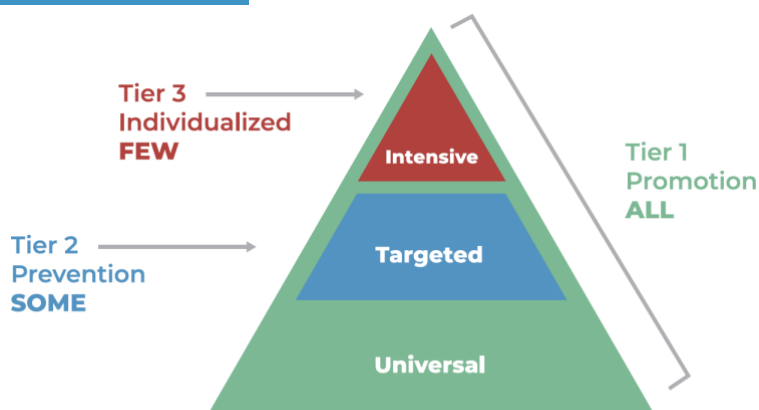 Tier 3
Individualized
FEW
Intensive
Tier 1
Promotion
ALL
Tier 2
Prevention
SOME
Targeted
Universal